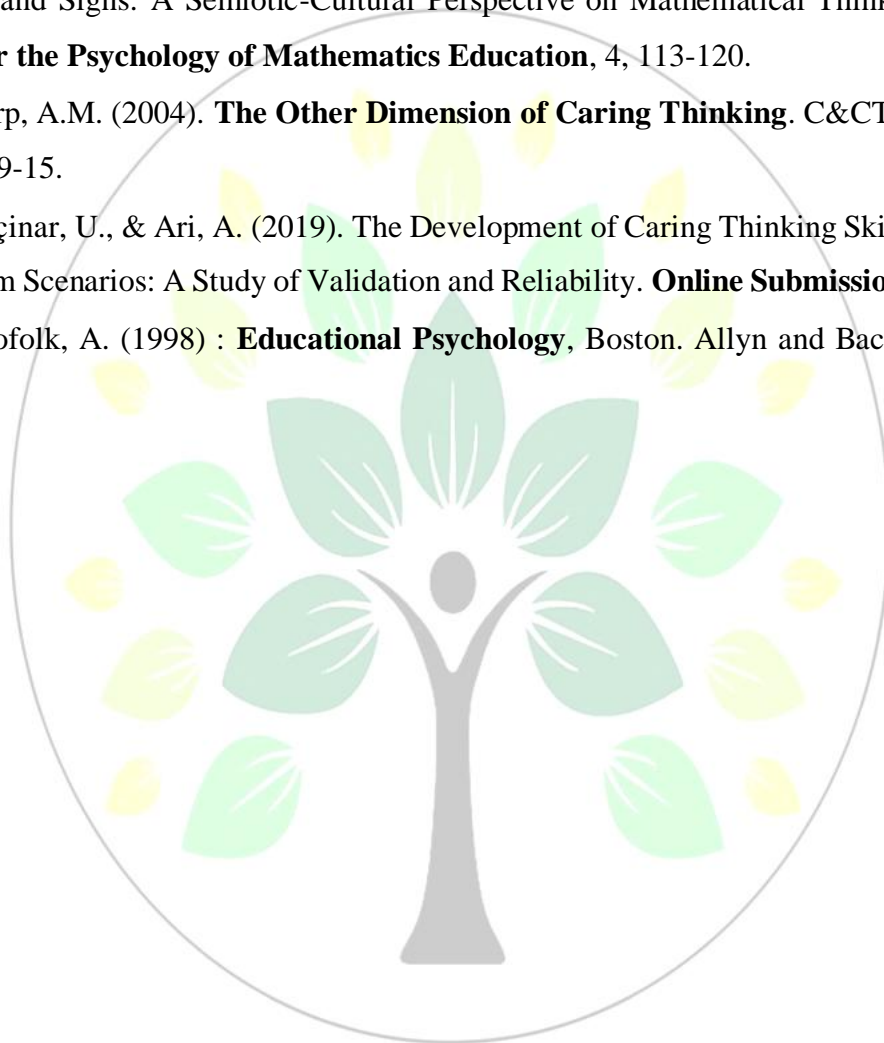 and Signs: A Semiotic-Cultural Perspective on Mathematical Think
r the Psychology of Mathematics Education, 4, 113-120.
rp, A.M. (2004). The Other Dimension of Caring Thinking. C&CT
9-15.
çinar, U., & Ari, A. (2019). The Development of Caring Thinking Ski
m Scenarios: A Study of Validation and Reliability. Online Submissio
ofolk, A. (1998) : Educational Psychology, Boston. Allyn and Bac